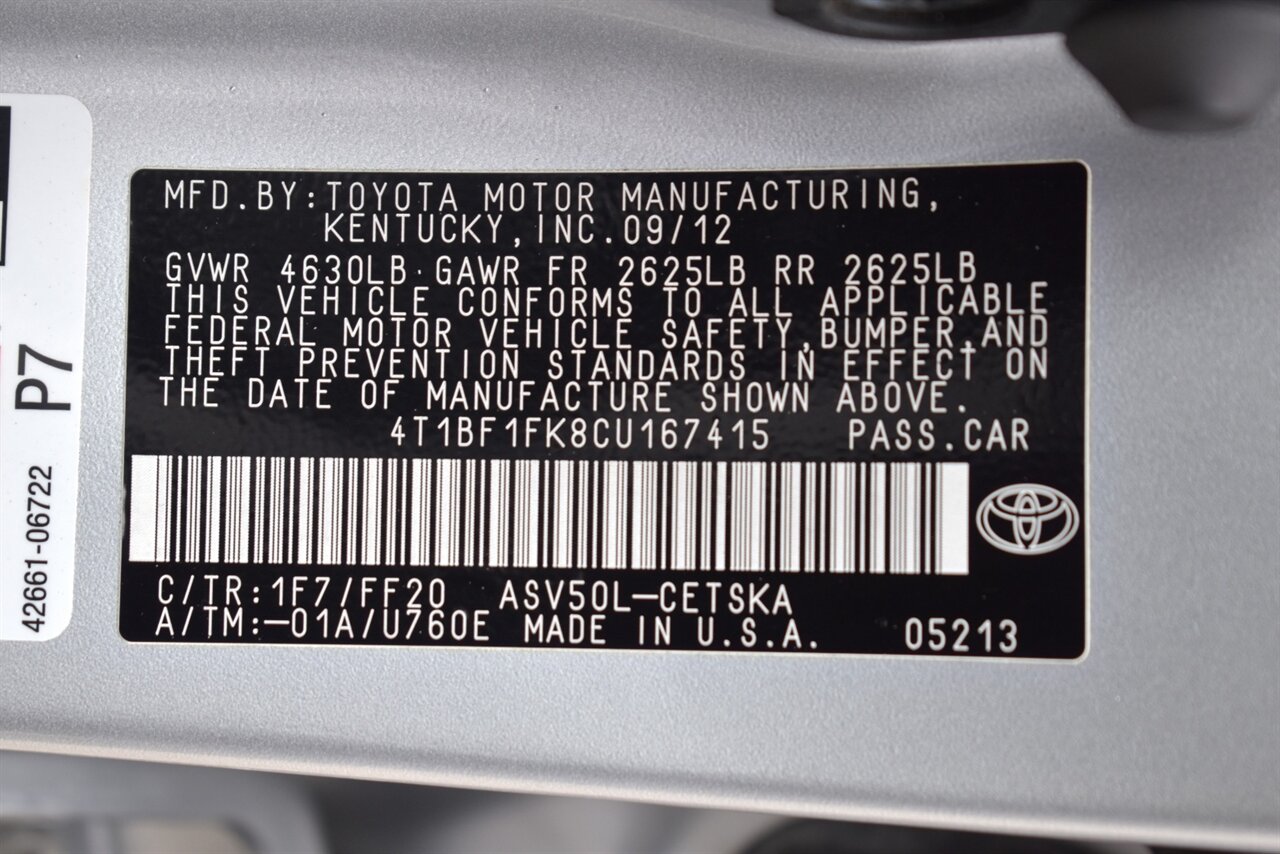 MFD.BY:TOYOTA MOTOR MANUFACTURING,
KENTUCKY,INC.09/12
GVWR 4630LB GAWR FR 2625LB RR 2625LB
THIS VEHICLE CONFORMS TO ALL APPLICABLE
FEDERAL MOTOR VEHICLE SAFETY,BUMPER,AND
THEFT PREVENTION STANDARDS IN EFFECT ON
THE DATE OF MANUFACTURE SHOWN ABOVE.
4T1BF1FK8CU167415 PASS.CAR
C/TR:1F7/FF20 ASV50L-CETSKA
A/TM:-01A/U760E MADE IN U.S.A. 05213
P7
42661-06722